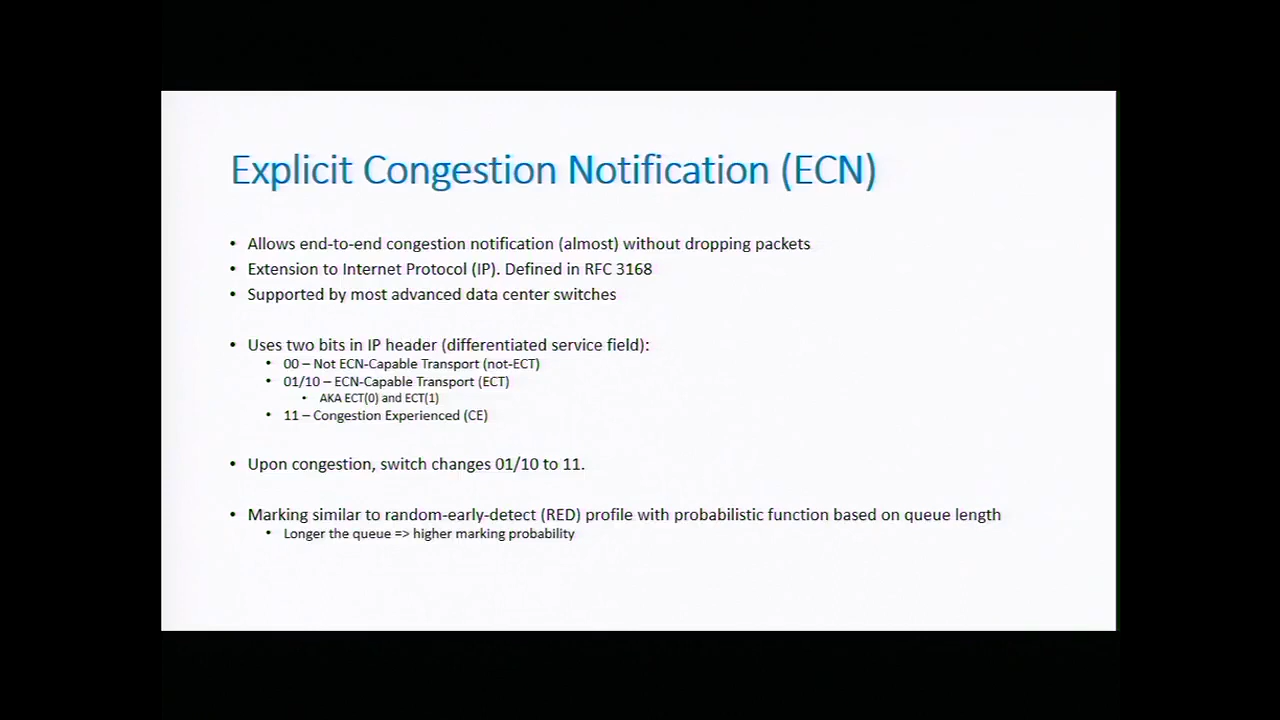 Explicit Congestion Notification (ECN)
• Allows end-to-end congestion notification (almost) without dropping packets
• Extension to Internet Protocol (IP). Defined in RFC 3168
• Supported by most advanced data center switches
• Uses two bits in IP header (differentiated service field):
• 00 – Not ECN-Capable Transport (not-ECT)
• 01/10 – ECN-Capable Transport (ECT)
• AKA ECT(0) and ECT(1)
• 11 – Congestion Experienced (CE)
• Upon congestion, switch changes 01/10 to 11.
• Marking similar to random-early-detect (RED) profile with probabilistic function based on queue length
• Longer the queue => higher marking probability